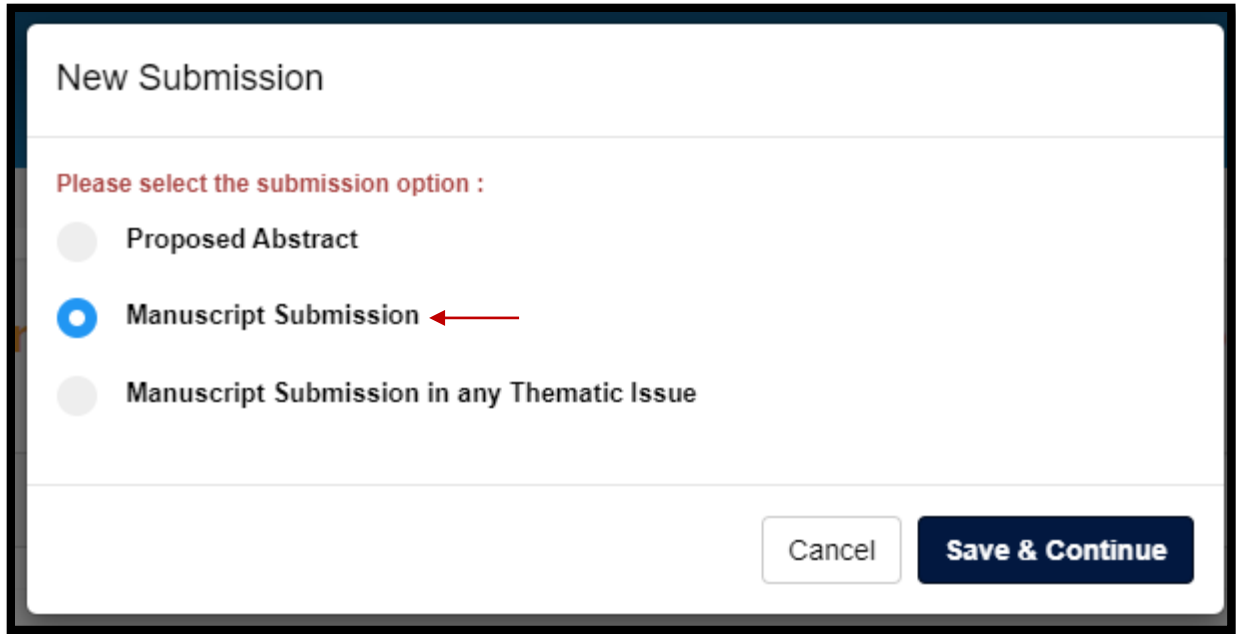 New Submission
Please select the submission option :
Proposed Abstract
Manuscript Submission
Manuscript Submission in any Thematic Issue
Cancel
Save & Continue